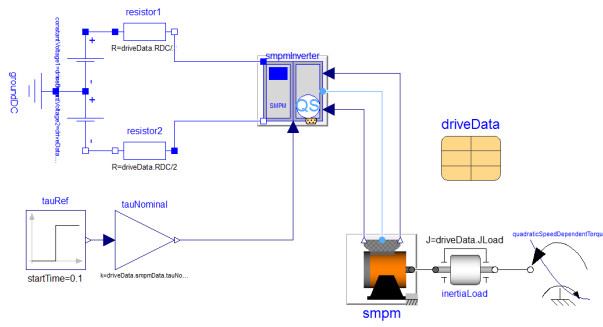 resistor1
R=driveData.RDC/...
smpmInverter
SMPM
QS
groundDC
+
-
+
-
resistor2
R=driveData.RDC/2
driveData
tauRef
startTime=0.1
tauNominal
k=driveData.smpmData.tauNo...
J=driveData.JLoad
inertiaLoad
quadraticSpeedDependentTorqu
smpm